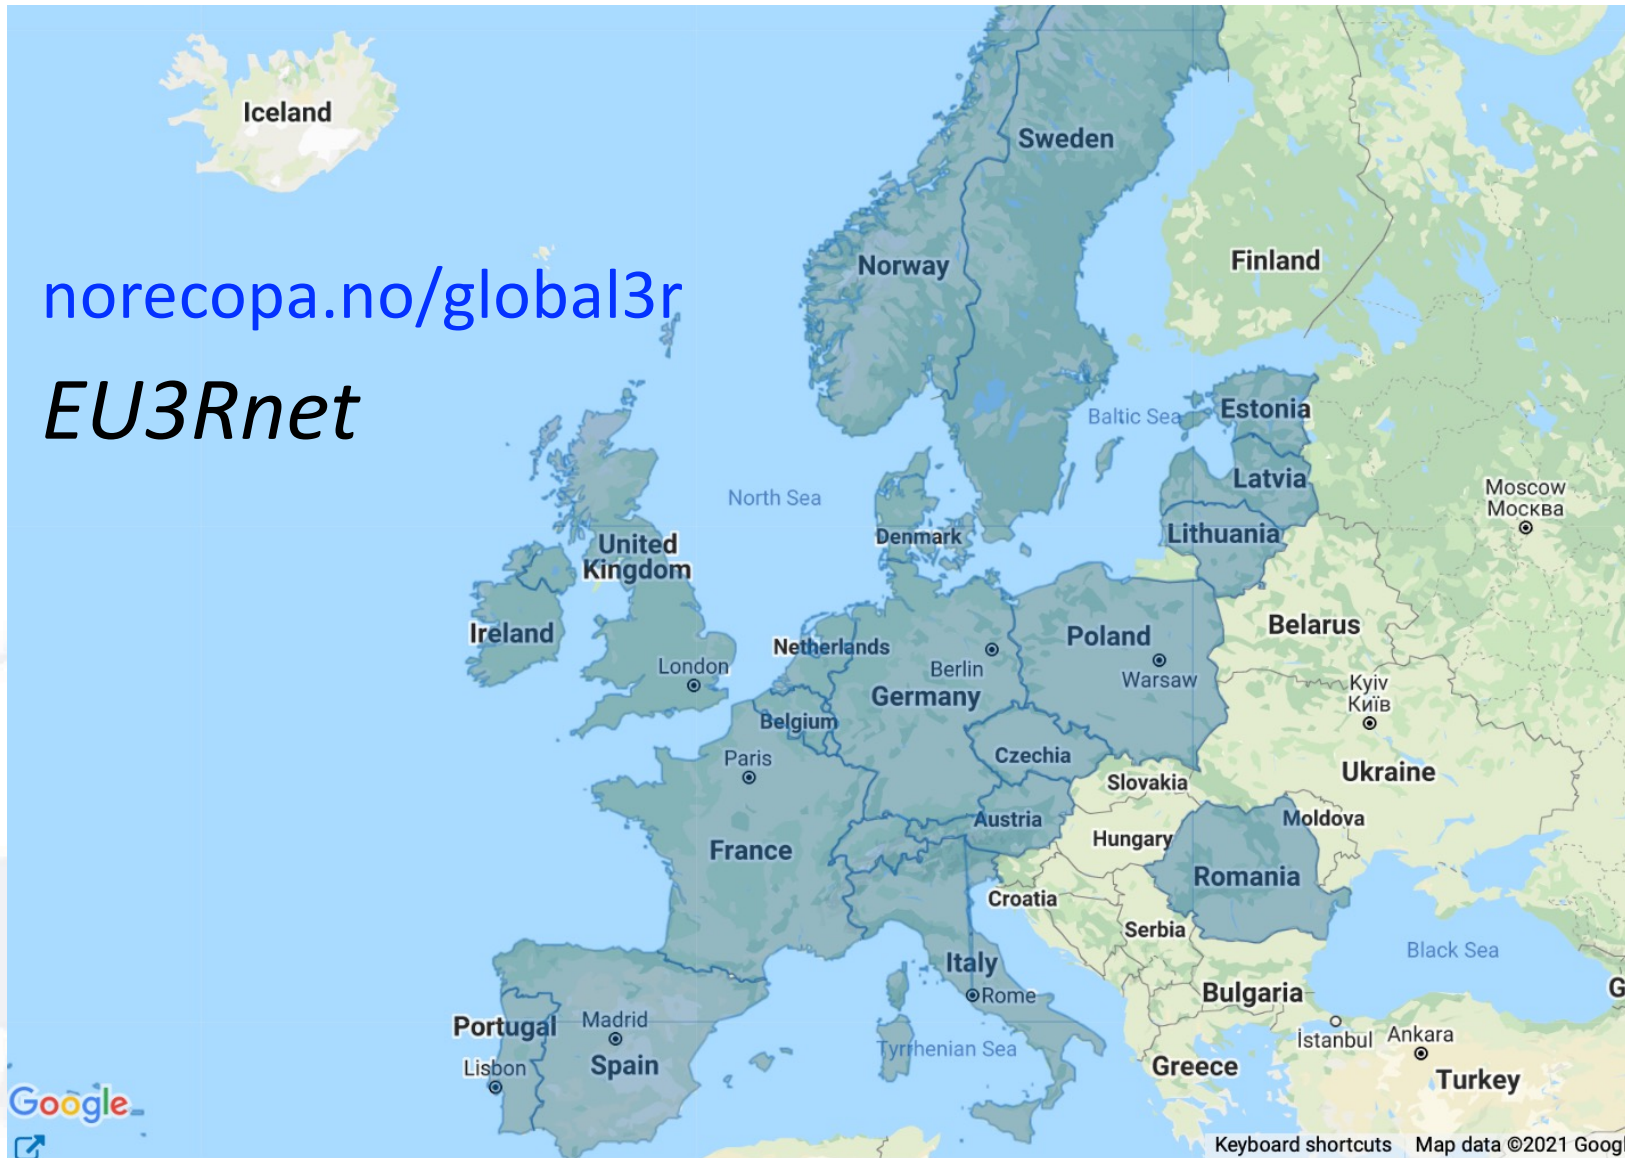 Iceland
Sweden
Norway
Finland
norecopa.no/global3r
EU3Rnet
Baltic Sea
Estonia
Latvia
Lithuania
North Sea
Moscow
Москва
Denmark
United
Kingdom
Ireland
London
Netherlands
Berlin
Germany
Poland
Warsaw
Belarus
Kyiv
Київ
Belgium
Paris
Czechia
Slovakia
Ukraine
Austria
Hungary
Moldova
France
Romania
Croatia
Serbia
Italy
Rome
Black Sea
Bulgaria
G
Portugal
Madrid
Lisbon
Spain
Tyrrhenian Sea
İstanbul
Ankara
Greece
Turkey
Google
Keyboard shortcuts
Map data ©2021 Googl